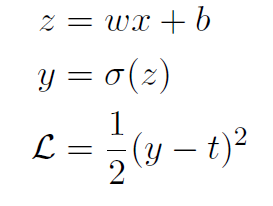 z = wx + b
y = σ(z)
ℒ = 1/2 (y − t)²